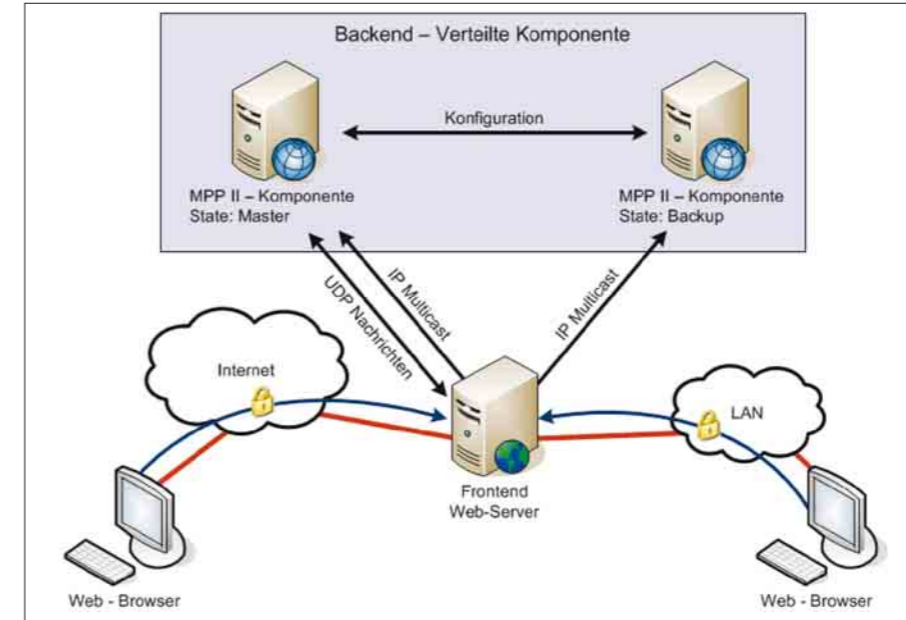 Backend – Verteilte Komponente
Konfiguration
MPP II – Komponente
State: Master
MPP II – Komponente
State: Backup
UDP Nachrichten
IP Multicast
IP Multicast
Internet
LAN
Frontend
Web-Server
Web - Browser
Web - Browser